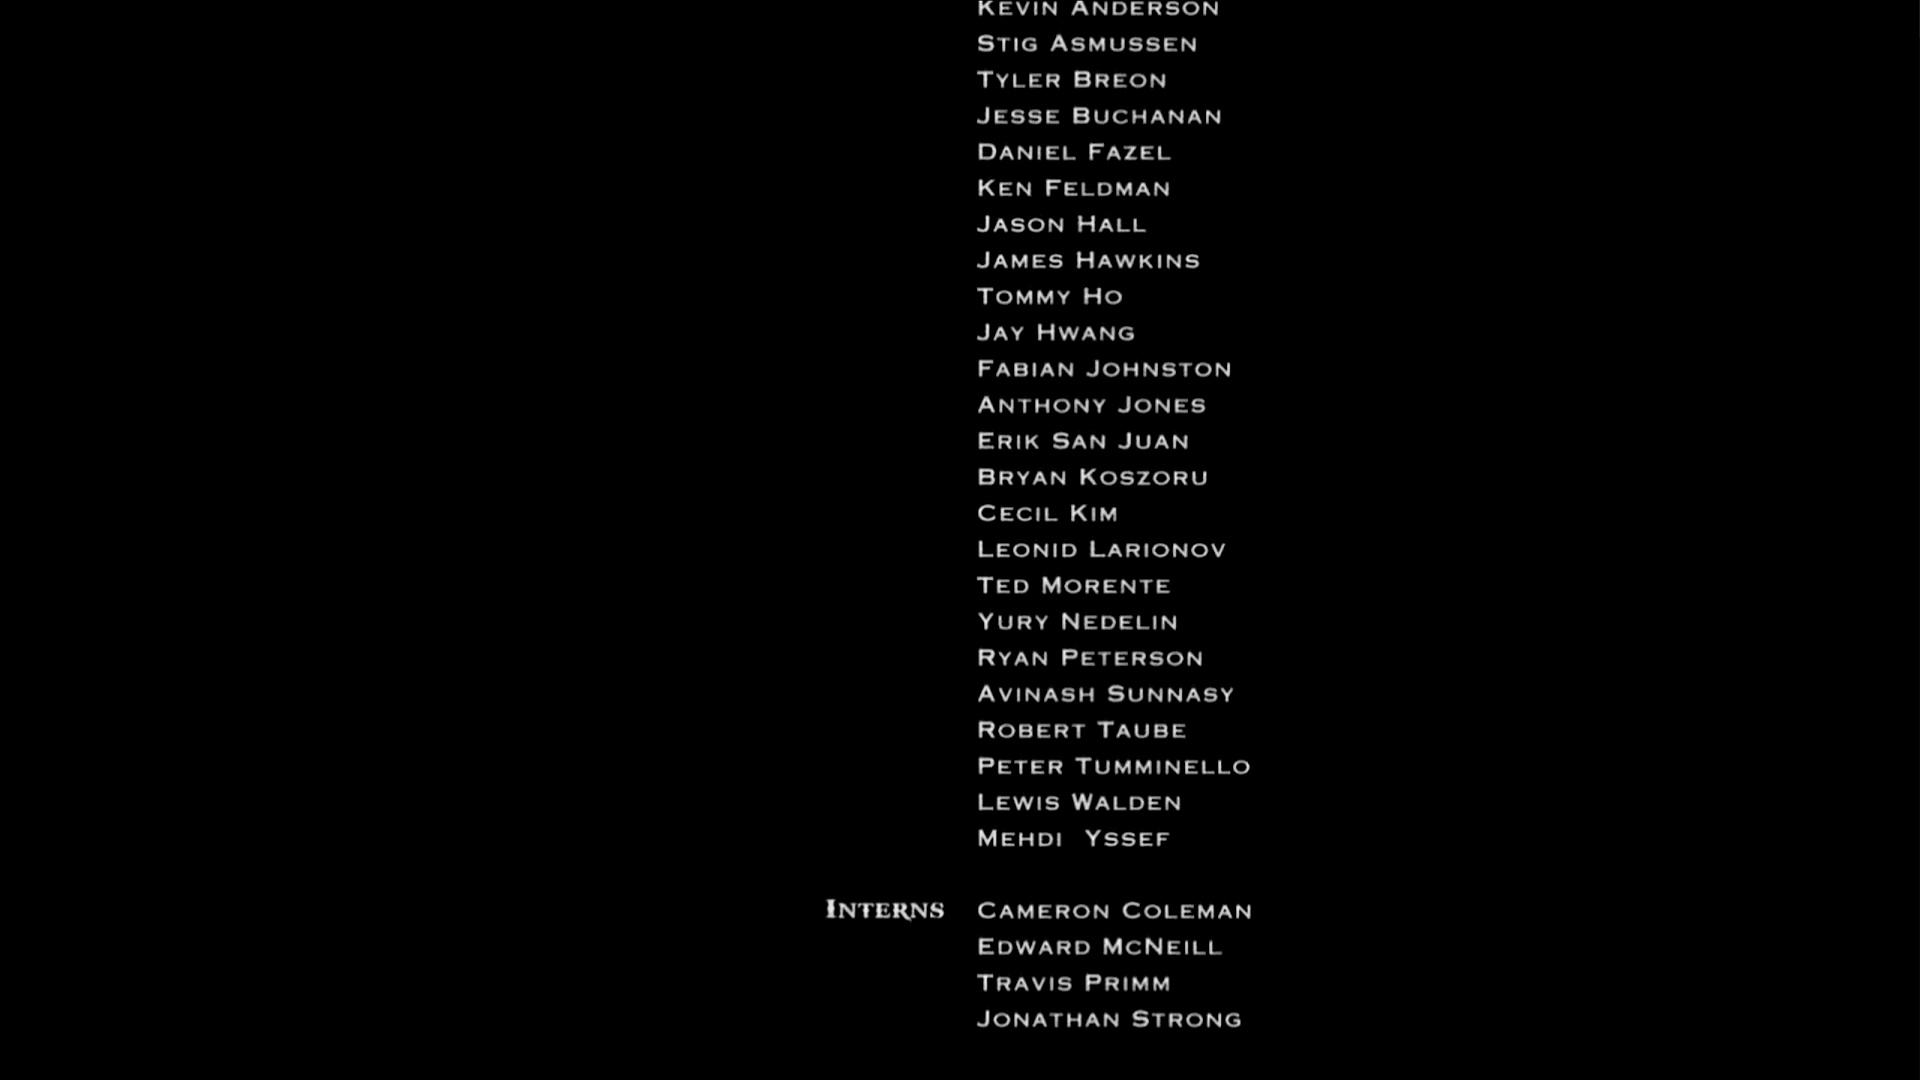 Kevin Anderson
Stig Asmussen
Tyler Breon
Jesse Buchanan
Daniel Fazel
Ken Feldman
Jason Hall
James Hawkins
Tommy Ho
Jay Hwang
Fabian Johnston
Anthony Jones
Erik San Juan
Bryan Koszoru
Cecil Kim
Leonid Larionov
Ted Morente
Yury Nedelin
Ryan Peterson
Avinash Sunnasy
Robert Taube
Peter Tumminello
Lewis Walden
Mehdi  Yssef
Interns Cameron Coleman
Edward McNeill
Travis Primm
Jonathan Strong